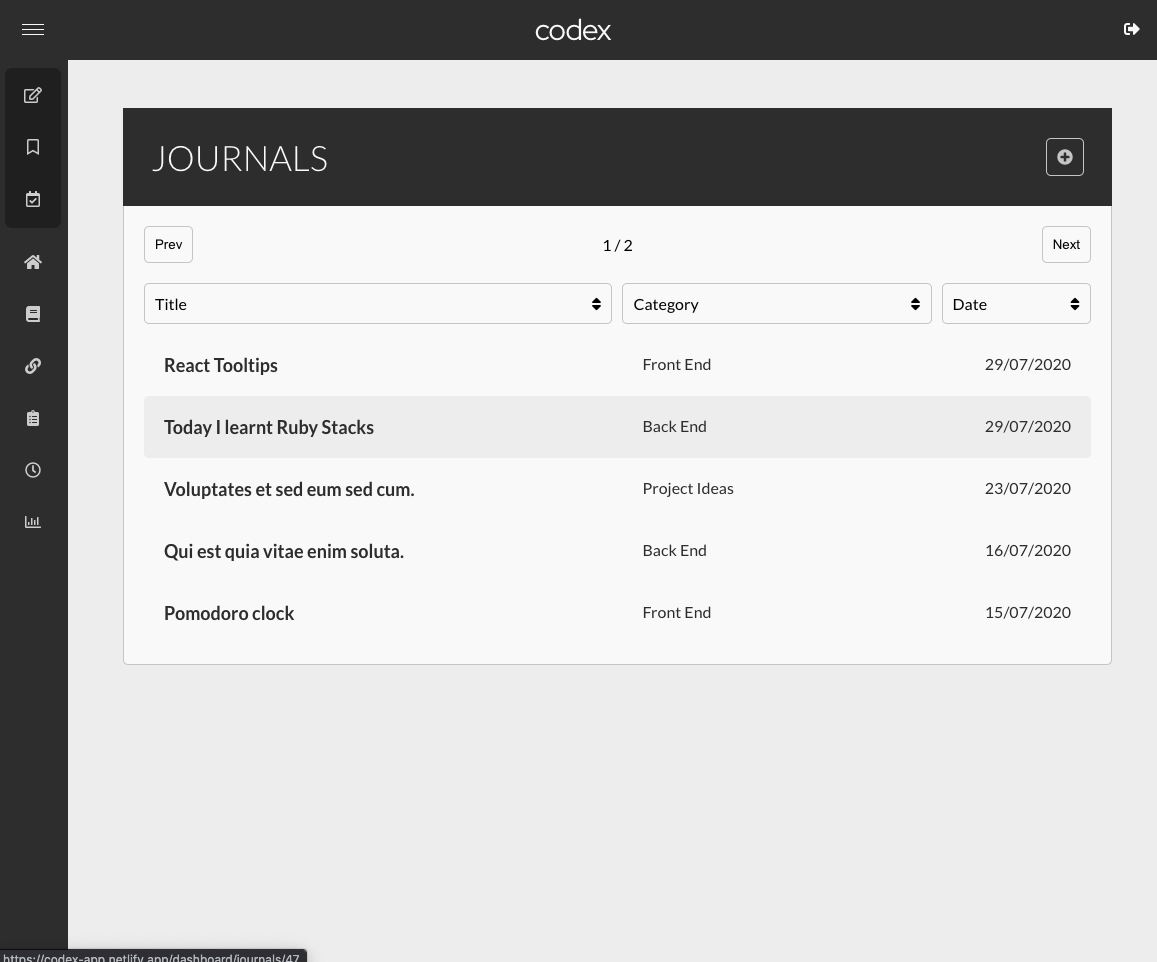 codex
JOURNALS
Prev 1 / 2 Next
Title Category Date
React Tooltips Front End 29/07/2020
Today I learnt Ruby Stacks Back End 29/07/2020
Voluptates et sed eum sed cum. Project Ideas 23/07/2020
Qui est quia vitae enim soluta. Back End 16/07/2020
Pomodoro clock Front End 15/07/2020
https://codex-app.netlify.app/dashboard/journals/47